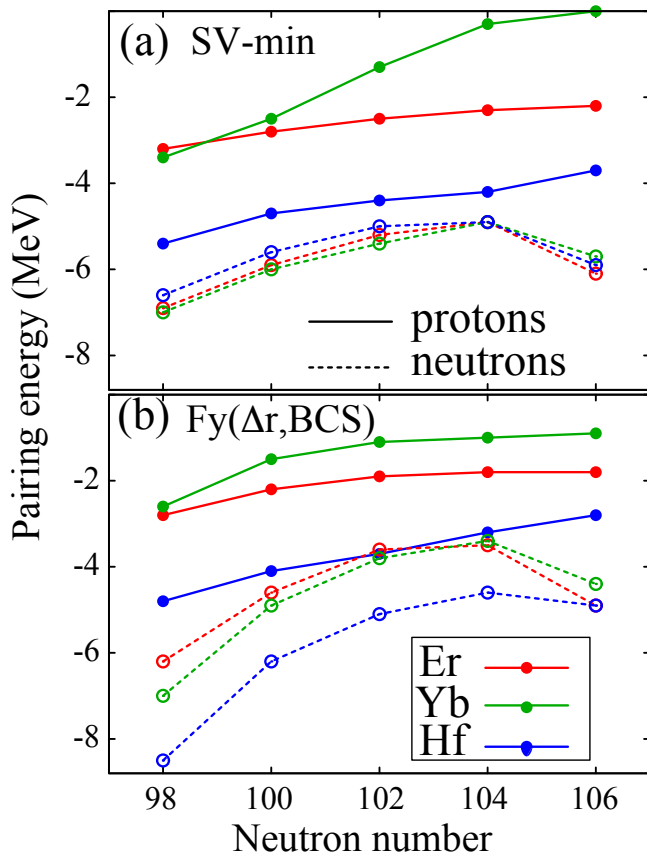 (a) SV-min
-2
-4
-6
-8
protons
neutrons
Pairing energy (MeV)
(b) Fy(Δr,BCS)
-2
-4
-6
-8
Er
Yb
Hf
98 100 102 104 106
Neutron number